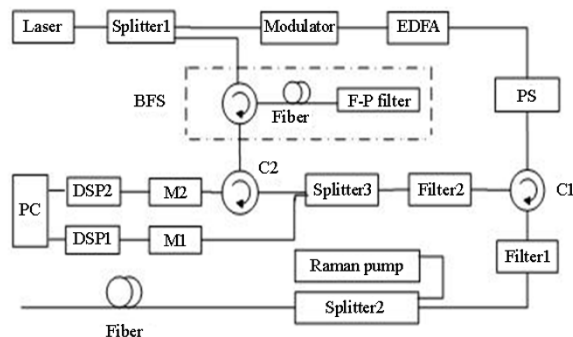 Laser
Splitter1
Modulator
EDFA
BFS
Fiber
F-P filter
PS
C2
C1
PC
DSP2
M2
Splitter3
Filter2
DSP1
M1
Filter1
Raman pump
Splitter2
Fiber